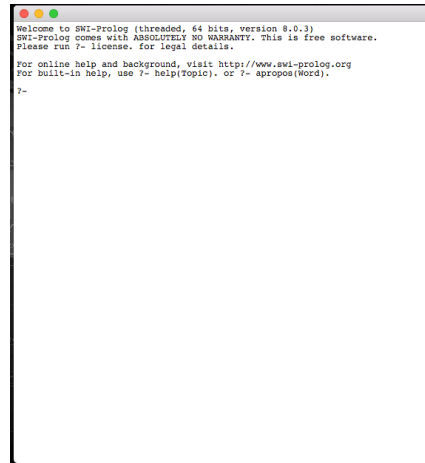 Welcome to SWI-Prolog (threaded, 64 bits, version 8.0.3)
SWI-Prolog comes with ABSOLUTELY NO WARRANTY. This is free software.
Please run ?- license. for legal details.
For online help and background, visit http://www.swi-prolog.org
For built-in help, use ?- help(Topic). or ?- apropos(Word).
?-